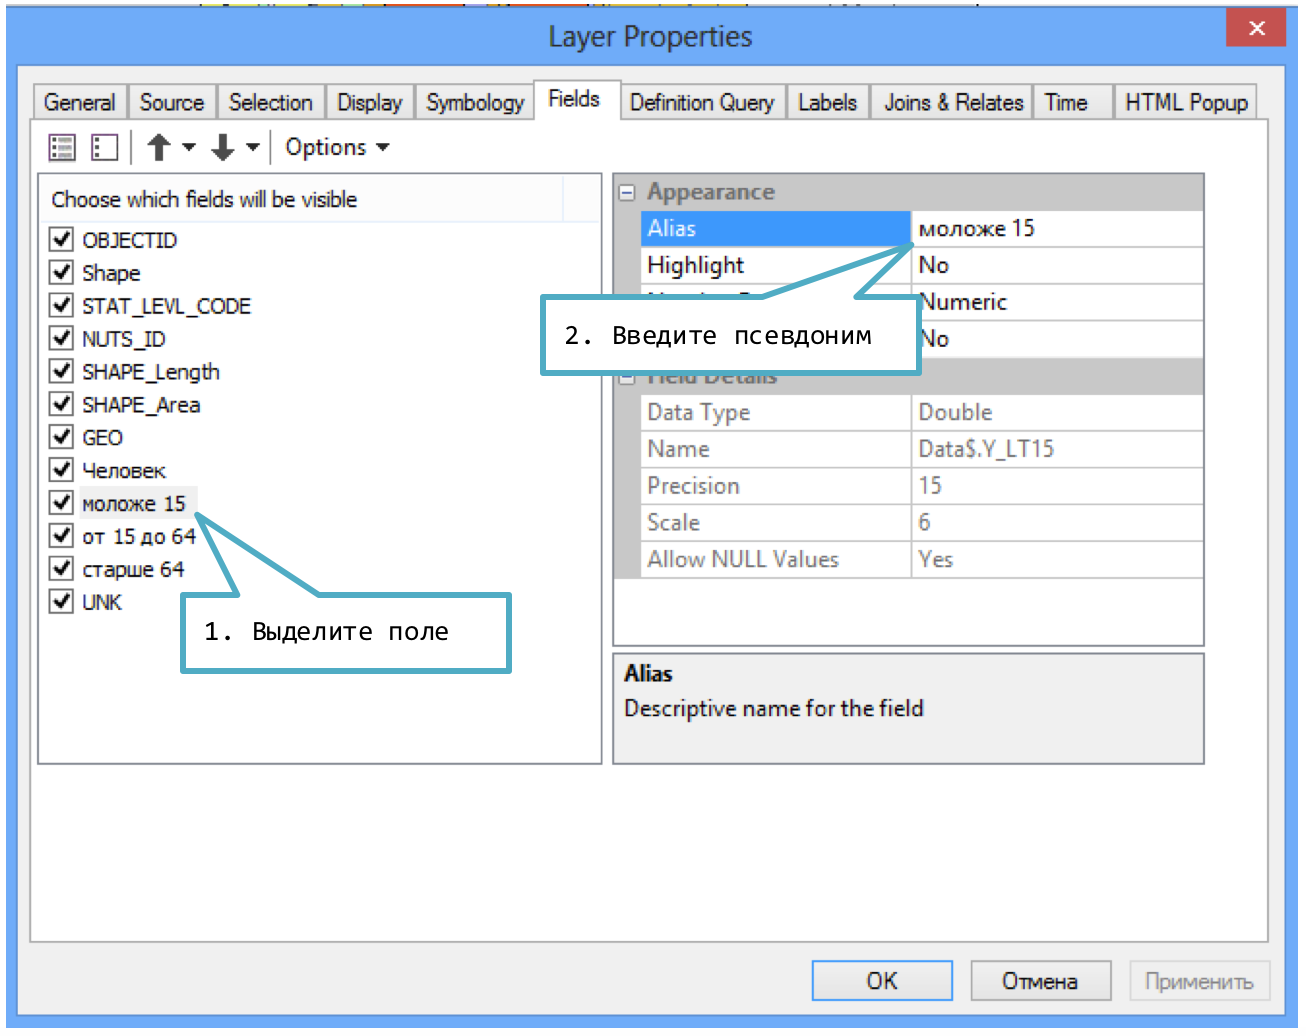 Layer Properties
General Source Selection Display Symbology Fields Definition Query Labels Joins & Relates Time HTML Popup
Options
Choose which fields will be visible
OBJECTID
Shape
STAT_LEVL_CODE
NUTS_ID
SHAPE_Length
SHAPE_Area
GEO
Человек
моложе 15
от 15 до 64
старше 64
UNK
1. Выделите поле
Appearance
Alias моложе 15
Highlight No
Numeric
2. Введите псевдоним
No
Field Details
Data Type Double
Name Data$.Y_LT15
Precision 15
Scale 6
Allow NULL Values Yes
Alias
Descriptive name for the field
OK Отмена Применить